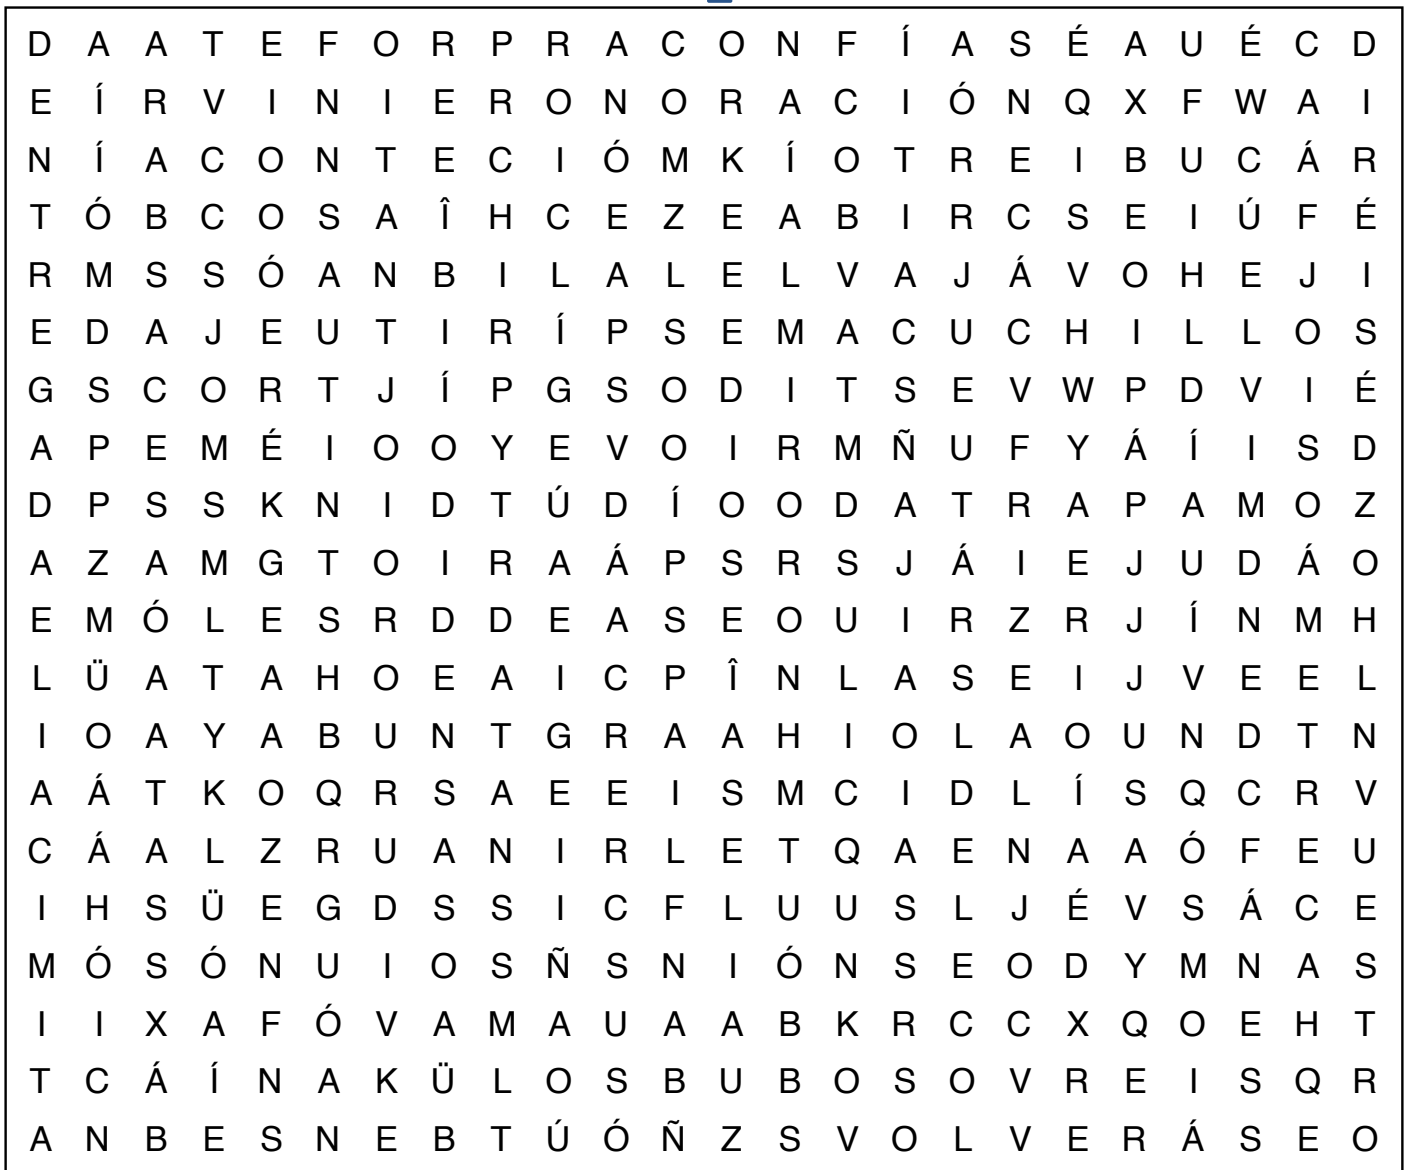 D A A T E F O R P R A C O N F Í A S É A U É C D
E Í R V I N I E R O N O R A C I Ó N Q X F W A I
N Í A C O N T E C I Ó M K Í O T R E I B U C Á R
T Ó B C O S A Î H C E Z E A B I R C S E I Ú F É
R M S S Ó A N B I L A L E L V A J Á V O H E J I
E D A J E U T I R Í P S E M A C U C H I L L O S
G S C O R T J Í P G S O D I T S E V W P D V I É
A P E M É I O O Y E V O I R M Ñ U F Y Á Í I S D
D P S S K N I D T Ú D Í O O D A T R A P A M O Z
A Z A M G T O I R A Á P S R S J Á I E J U D Á O
E M Ó L E S R D D E A S E O U I R Z R J Í N M H
L Ü A T A H O E A I C P Î N L A S E I J V E E L
I O A Y A B U N T G R A A H I O L A O U N D T N
A Á T K O Q R S A E E I S M C I D L Í S Q C R V
C Á A L Z R U A N I R L E T Q A E N A A Ó F E U
I H S Ü E G D S S I C F L U U S L J É V S Á C E
M Ó S Ó N U I O S Ñ S N I Ó N S E O D Y M N A S
I I X A F Ó V A M A U A A B K R C C X Q O E H T
T C Á Í N A K Ü L O S B U B O S O V R E I S Q R
A N B E S N E B T Ú Ó Ñ Z S V O L V E R Á S E O